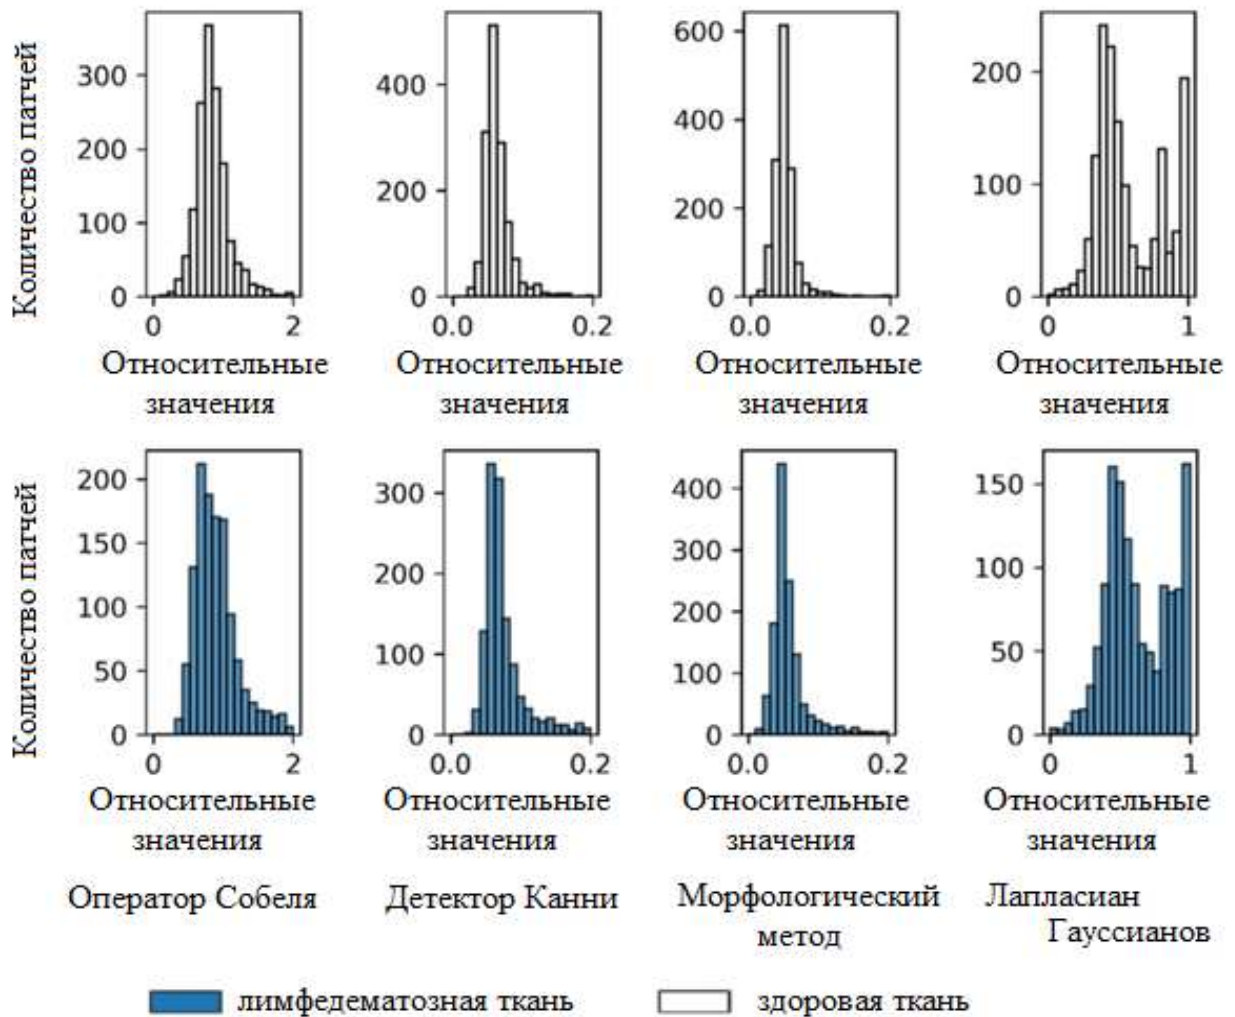 Количество патчей
300
200
100
0
0 2
Относительные
значения
400
200
0
0.0 0.2
Относительные
значения
600
400
200
0
0.0 0.2
Относительные
значения
200
100
0
0 1
Относительные
значения
Количество патчей
200
150
100
50
0
0 2
Относительные
значения
300
200
100
0
0.0 0.2
Относительные
значения
400
300
200
100
0
0.0 0.2
Относительные
значения
150
100
50
0
0 1
Относительные
значения
Оператор Собеля
Детектор Канни
Морфологический
метод
Лапласиан
Гауссианов
лимфедематозная ткань
здоровая ткань